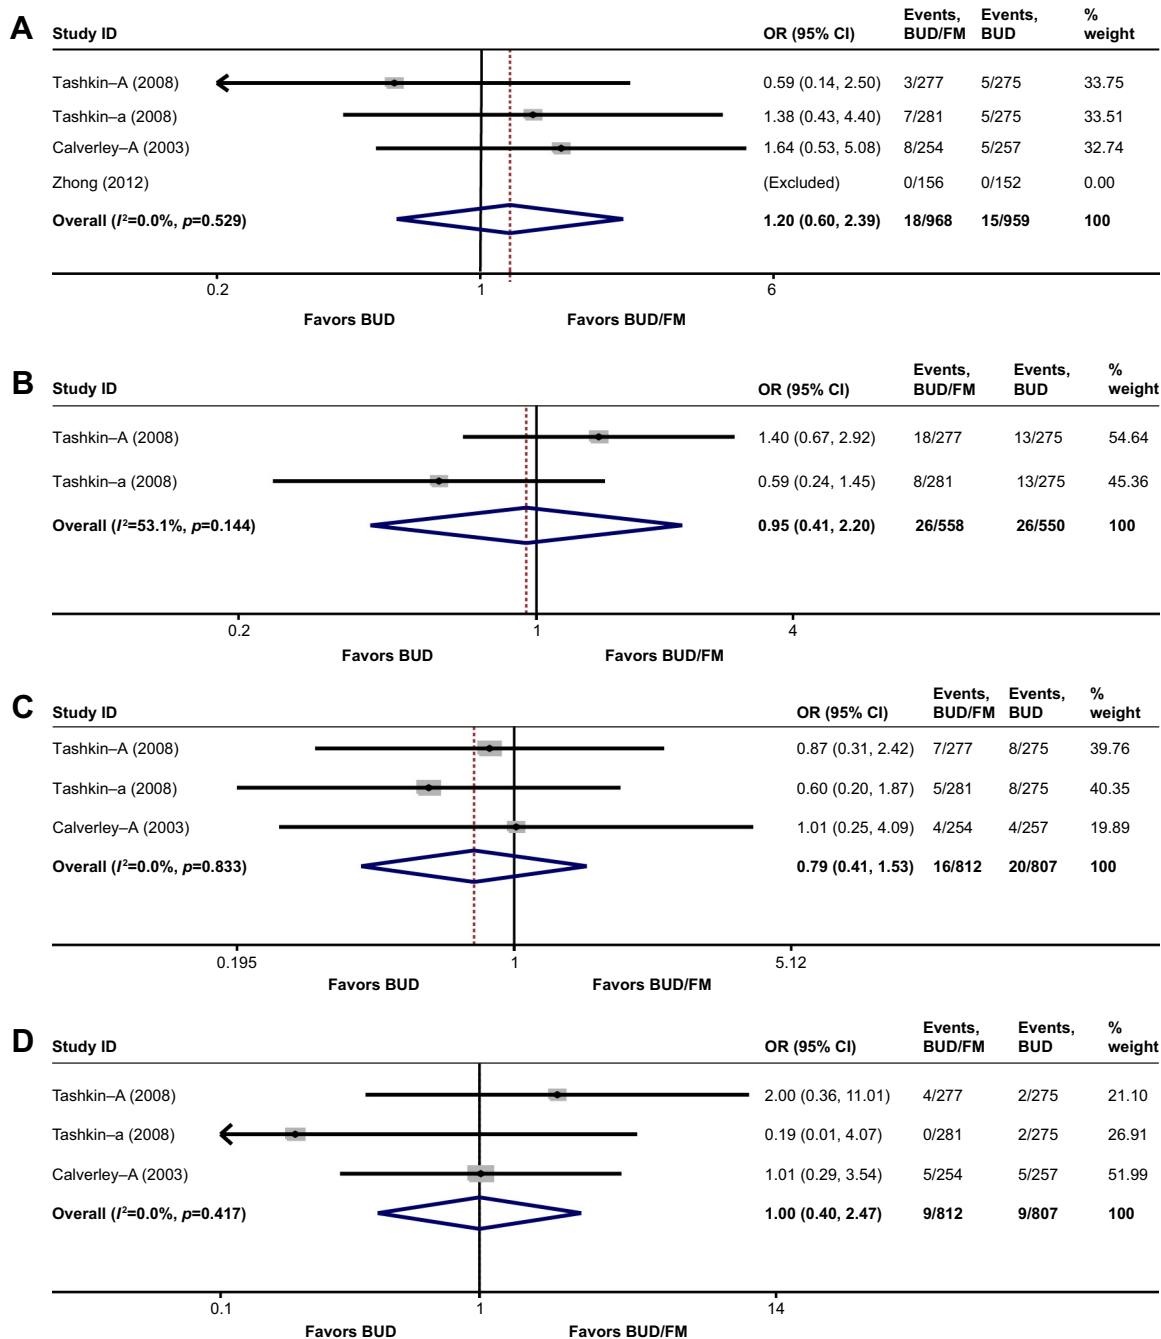 A
Study ID OR (95% CI) Events, BUD/FM Events, BUD % weight
Tashkin–A (2008) 0.59 (0.14, 2.50) 3/277 5/275 33.75
Tashkin–a (2008) 1.38 (0.43, 4.40) 7/281 5/275 33.51
Calverley–A (2003) 1.64 (0.53, 5.08) 8/254 5/257 32.74
Zhong (2012) (Excluded) 0/156 0/152 0.00
Overall (I²=0.0%, p=0.529) 1.20 (0.60, 2.39) 18/968 15/959 100
0.2 1 6
Favors BUD Favors BUD/FM
B
Study ID OR (95% CI) Events, BUD/FM Events, BUD % weight
Tashkin–A (2008) 1.40 (0.67, 2.92) 18/277 13/275 54.64
Tashkin–a (2008) 0.59 (0.24, 1.45) 8/281 13/275 45.36
Overall (I²=53.1%, p=0.144) 0.95 (0.41, 2.20) 26/558 26/550 100
0.2 1 4
Favors BUD Favors BUD/FM
C
Study ID OR (95% CI) Events, BUD/FM Events, BUD % weight
Tashkin–A (2008) 0.87 (0.31, 2.42) 7/277 8/275 39.76
Tashkin–a (2008) 0.60 (0.20, 1.87) 5/281 8/275 40.35
Calverley–A (2003) 1.01 (0.25, 4.09) 4/254 4/257 19.89
Overall (I²=0.0%, p=0.833) 0.79 (0.41, 1.53) 16/812 20/807 100
0.195 1 5.12
Favors BUD Favors BUD/FM
D
Study ID OR (95% CI) Events, BUD/FM Events, BUD % weight
Tashkin–A (2008) 2.00 (0.36, 11.01) 4/277 2/275 21.10
Tashkin–a (2008) 0.19 (0.01, 4.07) 0/281 2/275 26.91
Calverley–A (2003) 1.01 (0.29, 3.54) 5/254 5/257 51.99
Overall (I²=0.0%, p=0.417) 1.00 (0.40, 2.47) 9/812 9/807 100
0.1 1 14
Favors BUD Favors BUD/FM